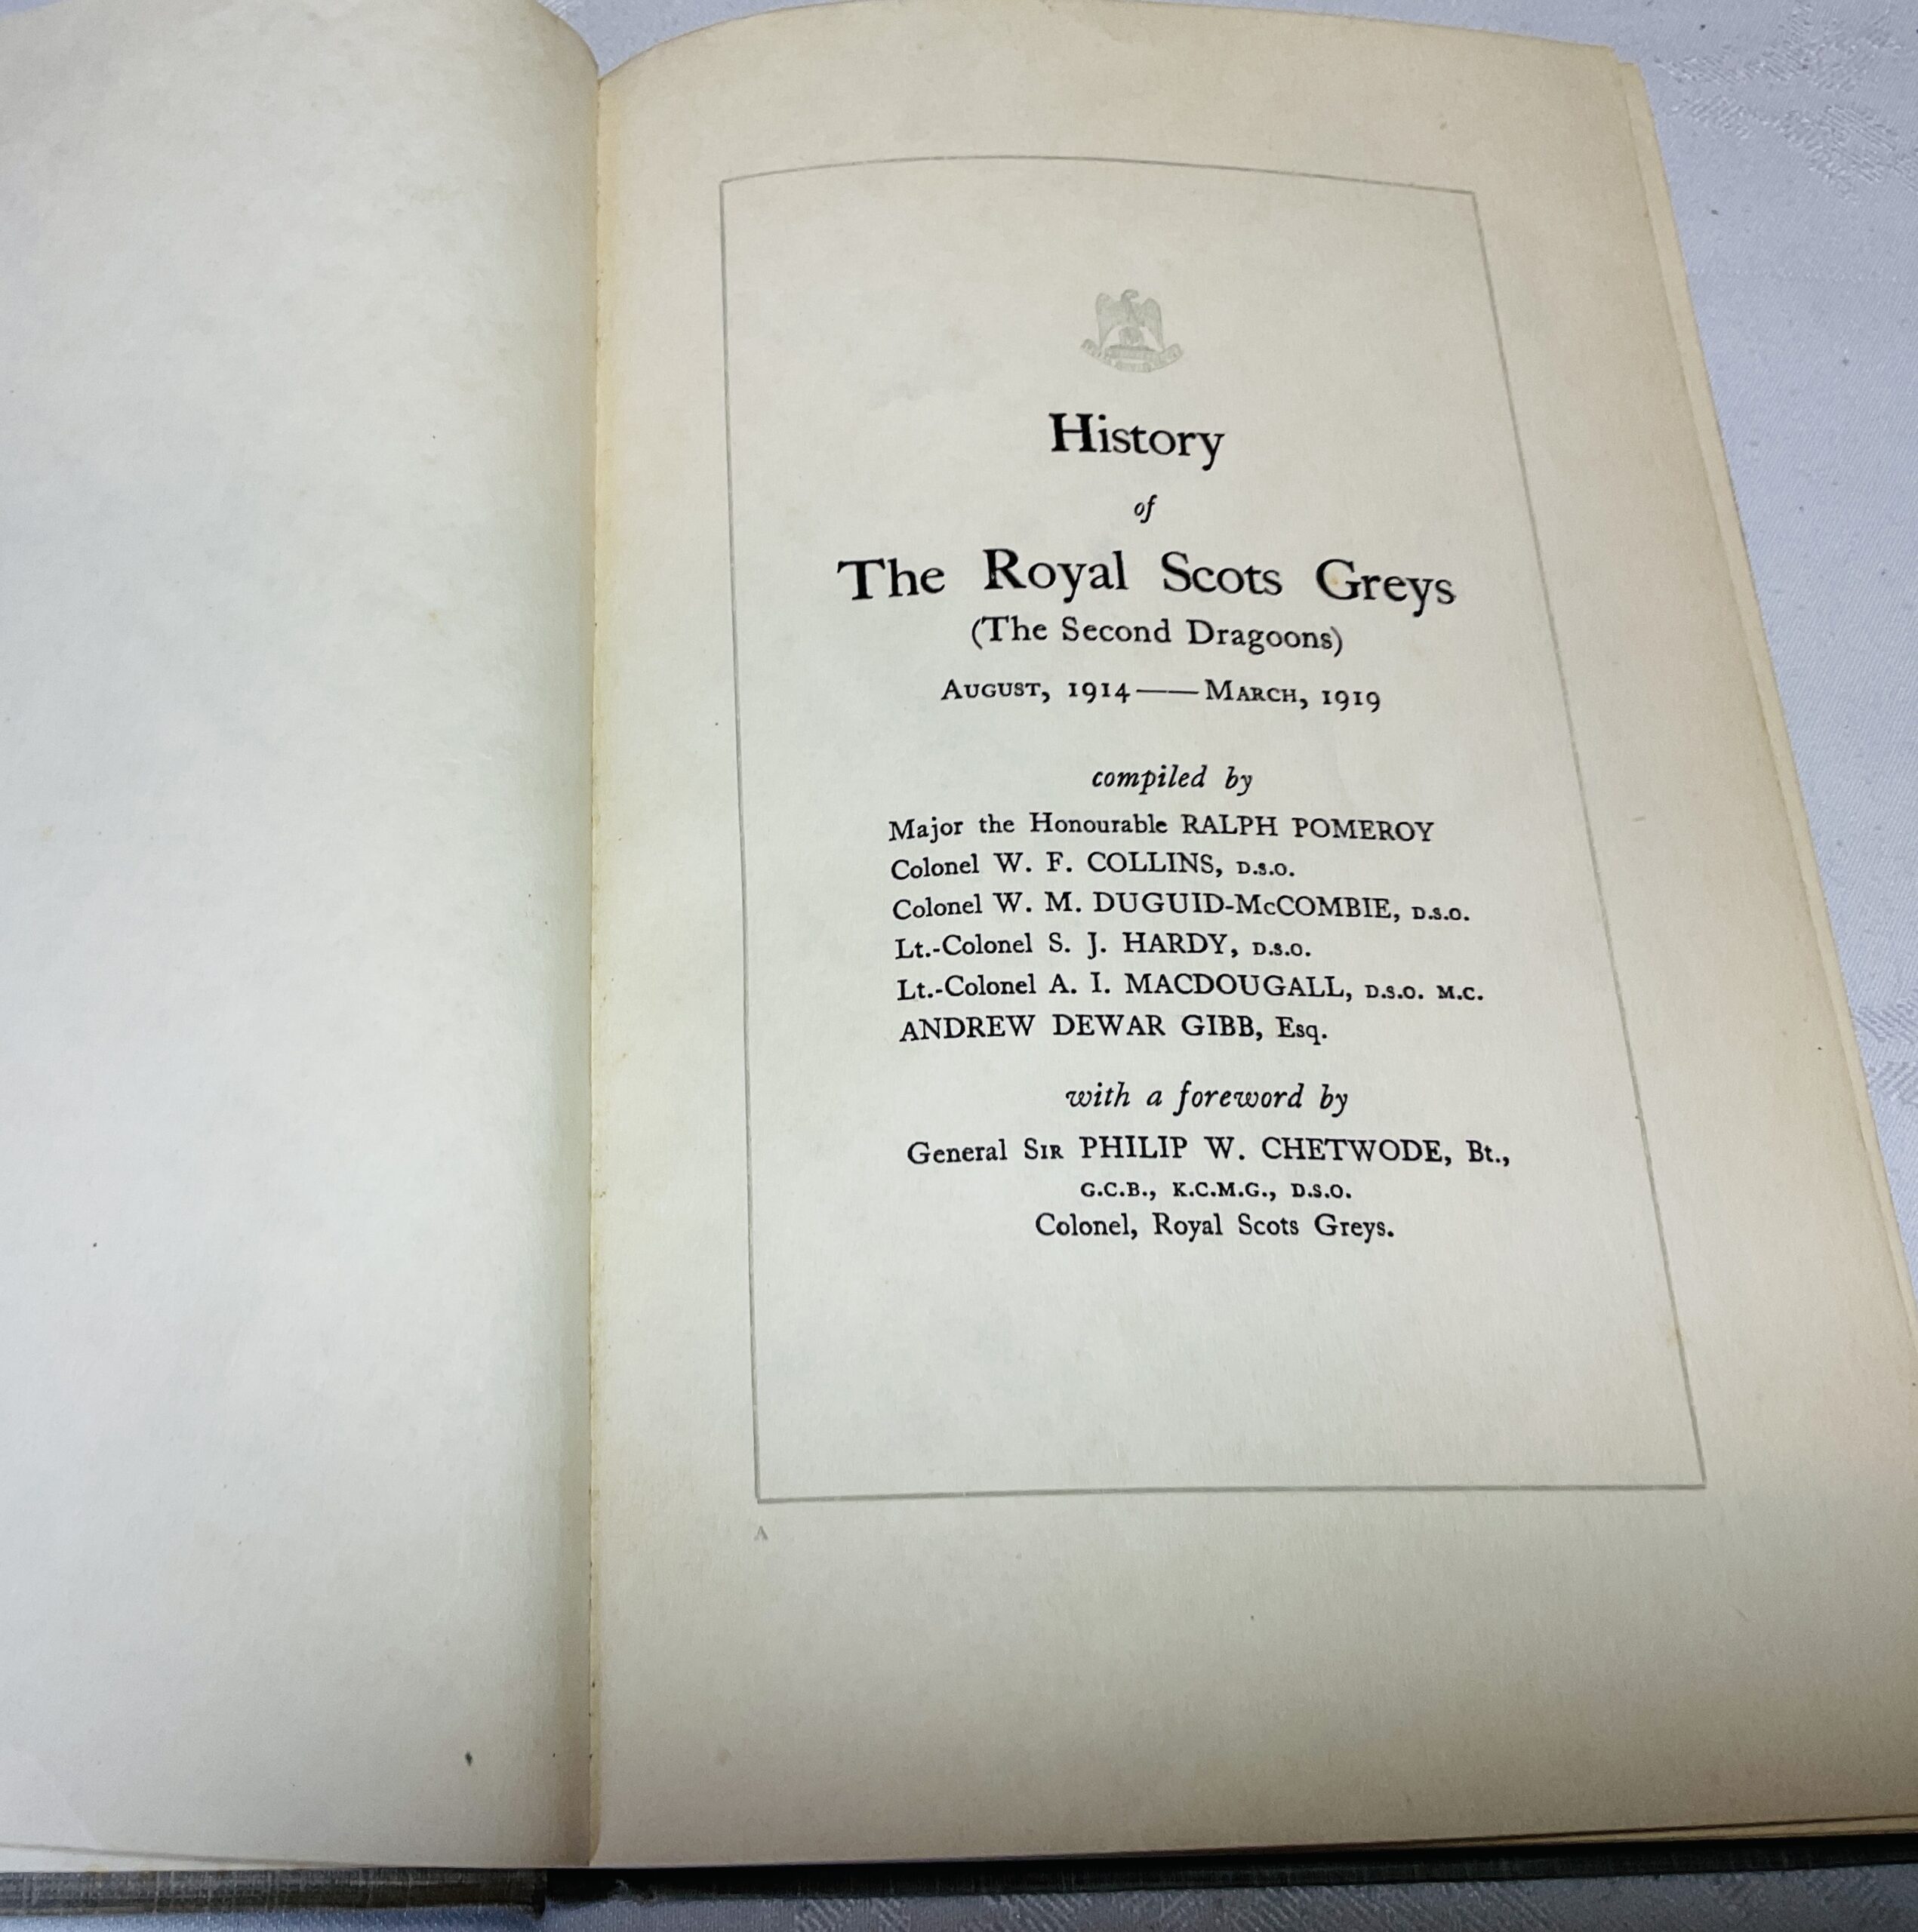 History
of
The Royal Scots Greys
(The Second Dragoons)
August, 1914——March, 1919
compiled by
Major the Honourable RALPH POMEROY
Colonel W. F. COLLINS, D.S.O.
Colonel W. M. DUGUID-McCOMBIE, D.S.O.
Lt.-Colonel S. J. HARDY, D.S.O.
Lt.-Colonel A. I. MACDOUGALL, D.S.O. M.C.
ANDREW DEWAR GIBB, Esq.
with a foreword by
General Sir PHILIP W. CHETWODE, Bt.,
G.C.B., K.C.M.G., D.S.O.
Colonel, Royal Scots Greys.
A